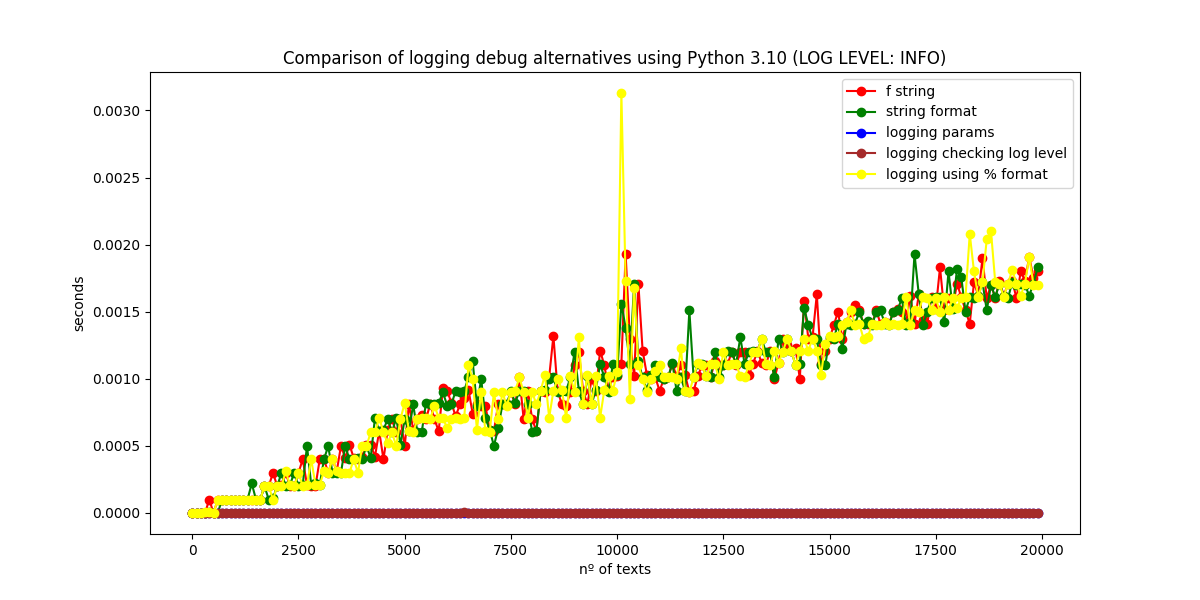 Comparison of logging debug alternatives using Python 3.10 (LOG LEVEL: INFO)
f string
string format
logging params
logging checking log level
logging using % format
seconds
0.0030
0.0025
0.0020
0.0015
0.0010
0.0005
0.0000
0 2500 5000 7500 10000 12500 15000 17500 20000
nº of texts